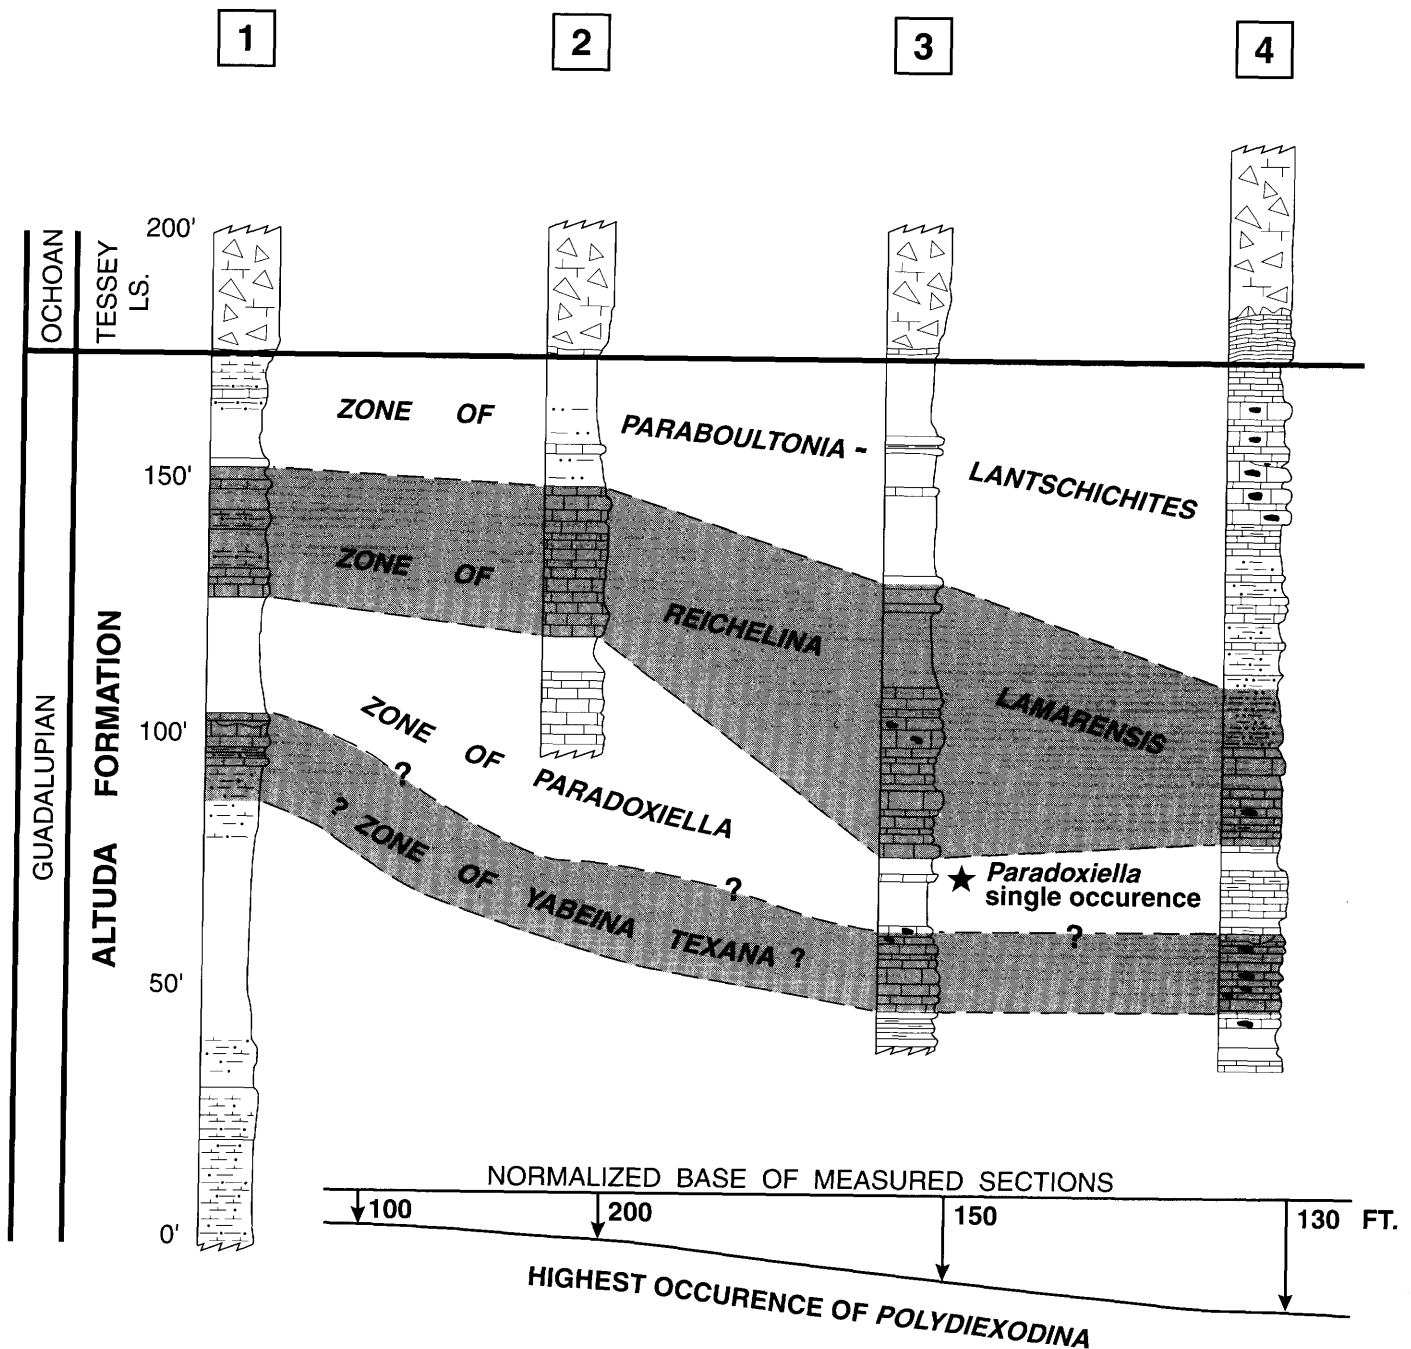 1
2
3
4
200'
OCHOAN
TESSEY
LS.
ZONE OF
PARABOULTONIA -
LANTSCHICHITES
150'
ZONE OF
REICHELINA
LAMARENSIS
GUADALUPIAN
ALTUDA FORMATION
100'
ZONE OF PARADOXIELLA
?
? ZONE OF YABEINA TEXANA ?
?
?
★ Paradoxiella
single occurence
50'
0'
NORMALIZED BASE OF MEASURED SECTIONS
100
200
150
130 FT.
HIGHEST OCCURENCE OF POLYDIEXODINA